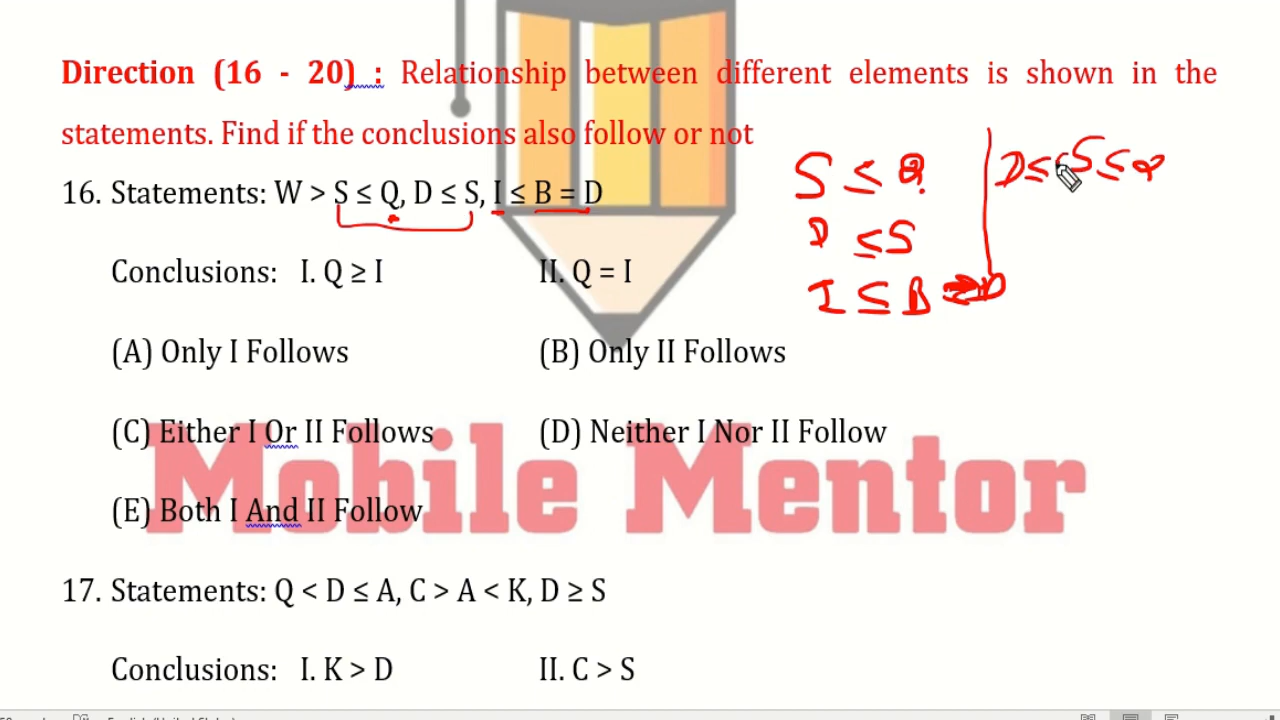 Direction (16 - 20) : Relationship between different elements is shown in the
statements. Find if the conclusions also follow or not
16. Statements: W > S ≤ Q, D ≤ S, I ≤ B = D
Conclusions: I. Q ≥ I II. Q = I
(A) Only I Follows (B) Only II Follows
(C) Either I Or II Follows (D) Neither I Nor II Follow
(E) Both I And II Follow
17. Statements: Q < D ≤ A, C > A < K, D ≥ S
Conclusions: I. K > D II. C > S
S ≤ Q
D ≤ S
I ≤ B = D
D ≤ S ≤ Q
Mobile Mentor